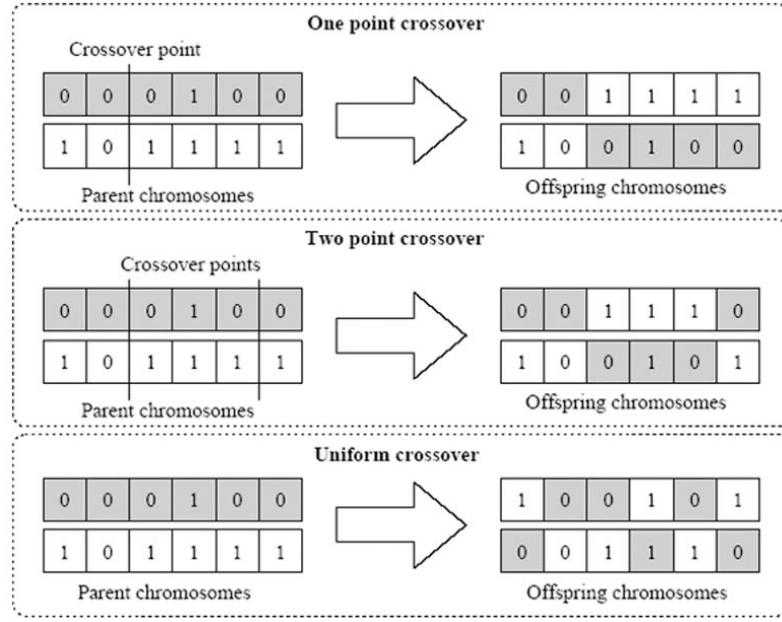 One point crossover
Crossover point
0 0 0 1 0 0
0 0 1 1 1 1
1 0 1 1 1 1
1 0 0 1 0 0
Parent chromosomes
Offspring chromosomes
Two point crossover
Crossover points
0 0 0 1 0 0
0 0 1 1 1 0
1 0 1 1 1 1
1 0 0 1 0 1
Parent chromosomes
Offspring chromosomes
Uniform crossover
0 0 0 1 0 0
1 0 0 1 0 1
1 0 1 1 1 1
0 0 1 1 1 0
Parent chromosomes
Offspring chromosomes